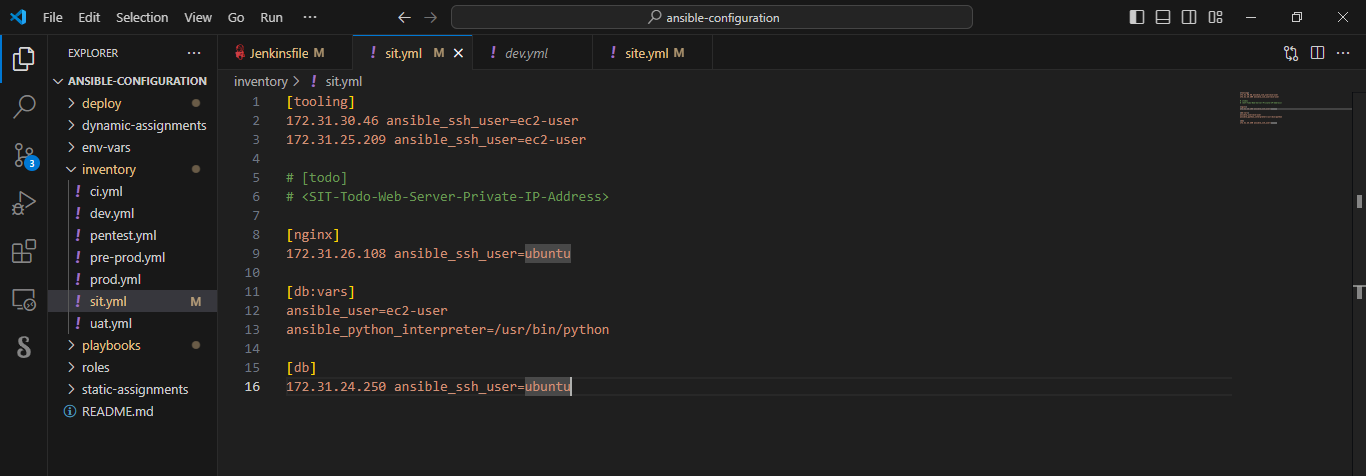 File Edit Selection View Go Run ···
ansible-configuration
EXPLORER ···
ANSIBLE-CONFIGURATION
deploy
dynamic-assignments
env-vars
inventory
! ci.yml
! dev.yml
! pentest.yml
! pre-prod.yml
! prod.yml
! sit.yml M
! uat.yml
playbooks
roles
static-assignments
README.md
3
Jenkinsfile M
! sit.yml M
! dev.yml
! site.yml M
inventory > ! sit.yml
1 [tooling]
2 172.31.30.46 ansible_ssh_user=ec2-user
3 172.31.25.209 ansible_ssh_user=ec2-user
4
5 # [todo]
6 # <SIT-Todo-Web-Server-Private-IP-Address>
7
8 [nginx]
9 172.31.26.108 ansible_ssh_user=ubuntu
10
11 [db:vars]
12 ansible_user=ec2-user
13 ansible_python_interpreter=/usr/bin/python
14
15 [db]
16 172.31.24.250 ansible_ssh_user=ubuntu